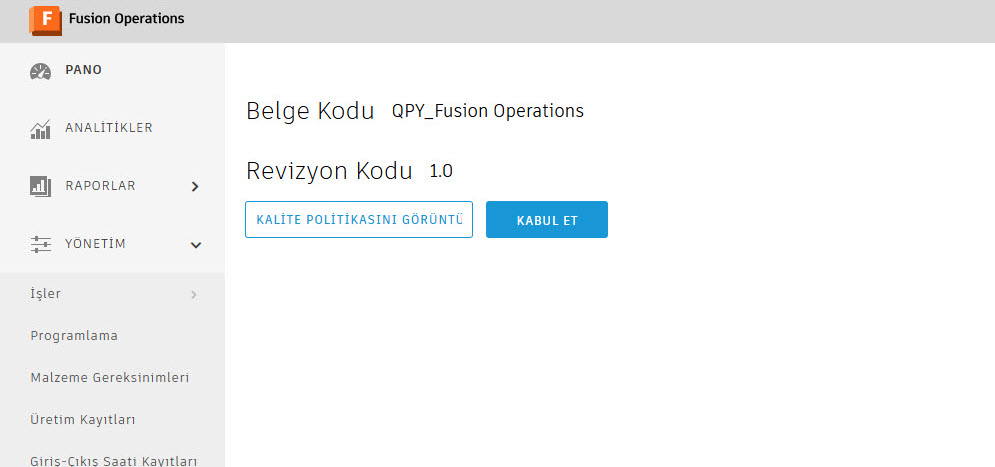 F Fusion Operations
PANO
ANALİTİKLER
RAPORLAR
YÖNETİM
İşler
Programlama
Malzeme Gereksinimleri
Üretim Kayıtları
Giriş-Çıkış Saati Kayıtları
Belge Kodu QPY_Fusion Operations
Revizyon Kodu 1.0
KALİTE POLİTİKASINI GÖRÜNTÜ KABUL ET